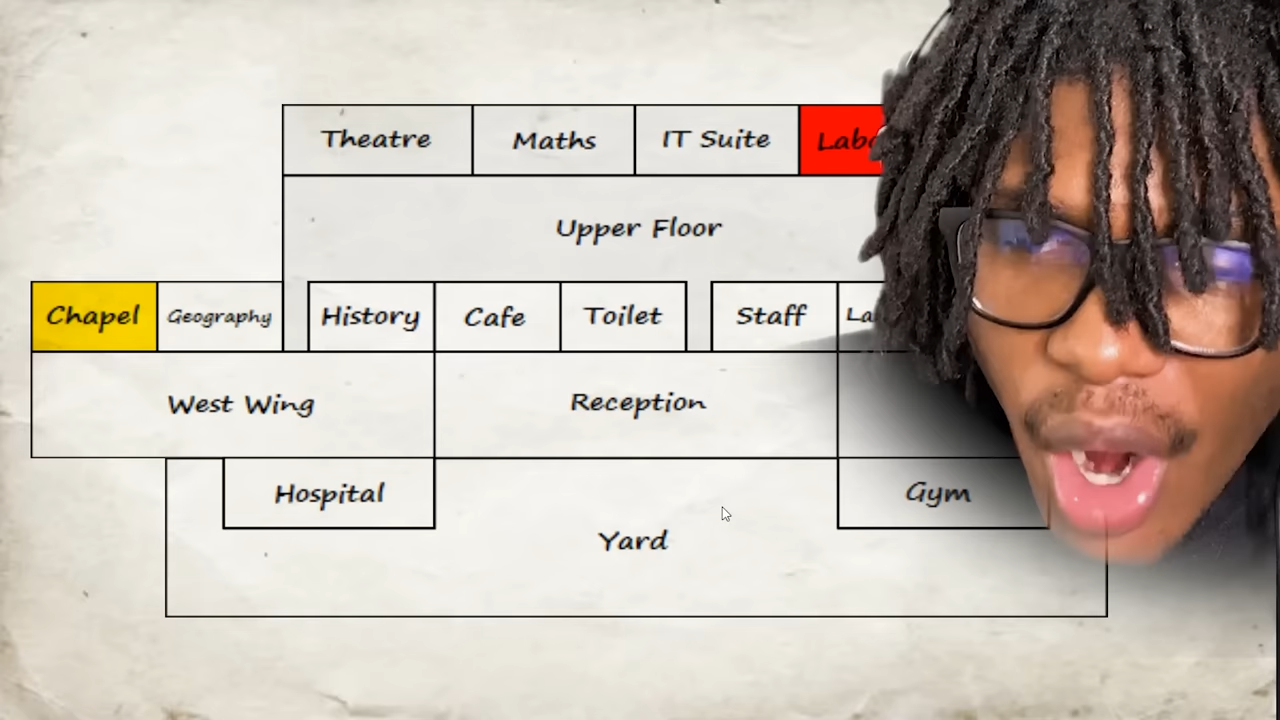 Theatre
Maths
IT Suite
Upper Floor
Chapel
Geography
History
Cafe
Toilet
Staff
West Wing
Reception
Hospital
Gym
Yard